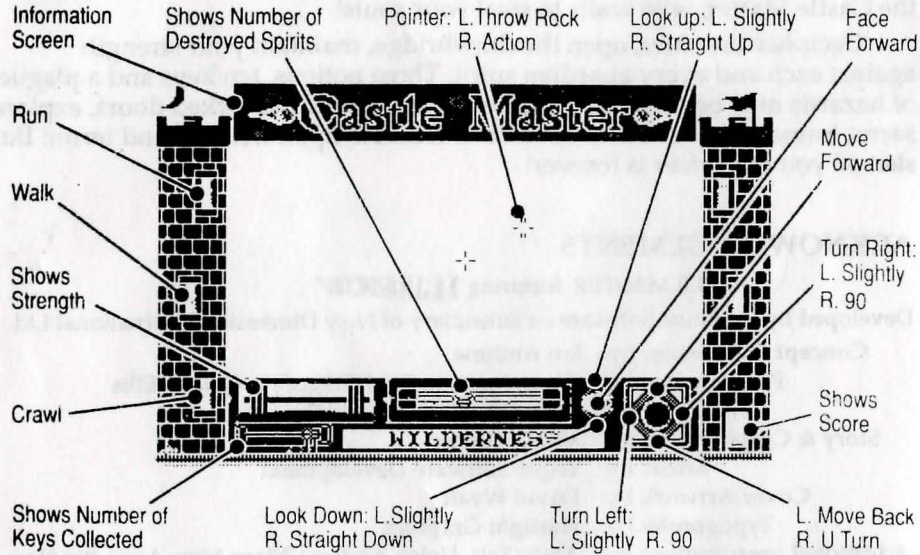 Information
Screen
Shows Number of
Destroyed Spirits
Pointer: L. Throw Rock
R. Action
Look up: L. Slightly
R. Straight Up
Face
Forward
Run
Castle Master
Move
Forward
Walk
Turn Right:
L. Slightly
R. 90
Shows
Strength
Crawl
Shows
Score
WILDERNESS
Shows Number of
Keys Collected
Look Down: L. Slightly
R. Straight Down
Turn Left:
L. Slightly R. 90
L. Move Back
R. U Turn